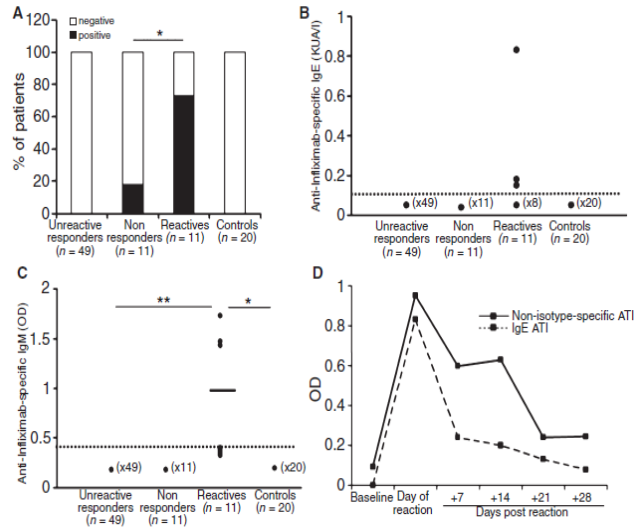 A
negative
positive
*
120
100
80
60
40
20
0
% of patients
Unreactive responders (n = 49)
Non responders (n = 11)
Reactives (n = 11)
Controls (n = 20)
B
Anti-Infliximab-specific IgE (KUA/l)
1
0.8
0.6
0.4
0.2
0
(x49)
(x11)
(x8)
(x20)
Unreactive responders (n = 49)
Non responders (n = 11)
Reactives (n = 11)
Controls (n = 20)
C
Anti-Infliximab-specific IgM (OD)
2
1.5
1
0.5
0
**
*
(x49)
(x11)
(x20)
Unreactive responders (n = 49)
Non responders (n = 11)
Reactives (n = 11)
Controls (n = 20)
D
OD
1
0.8
0.6
0.4
0.2
0
Non-isotype-specific ATI
IgE ATI
Baseline
Day of reaction
+7
+14
+21
+28
Days post reaction